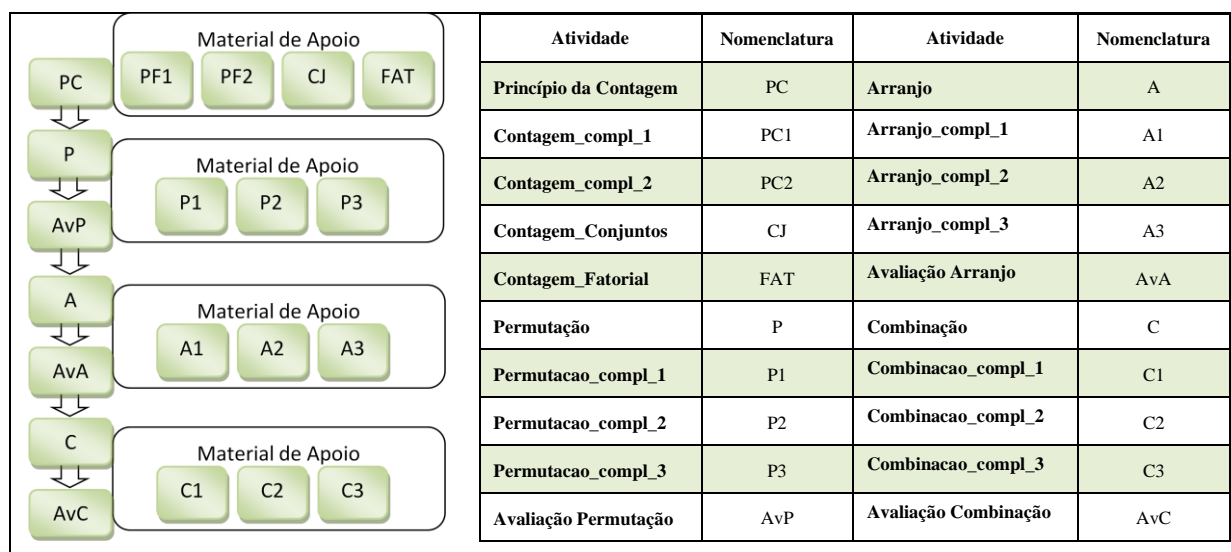 Material de Apoio
PF1 PF2 CJ FAT
PC
P
Material de Apoio
P1 P2 P3
AvP
A
Material de Apoio
A1 A2 A3
AvA
C
Material de Apoio
C1 C2 C3
AvC
Atividade Nomenclatura Atividade Nomenclatura
Princípio da Contagem PC Arranjo A
Contagem_compl_1 PC1 Arranjo_compl_1 A1
Contagem_compl_2 PC2 Arranjo_compl_2 A2
Contagem_Conjuntos CJ Arranjo_compl_3 A3
Contagem_Fatorial FAT Avaliação Arranjo AvA
Permutação P Combinação C
Permutacao_compl_1 P1 Combinacao_compl_1 C1
Permutacao_compl_2 P2 Combinacao_compl_2 C2
Permutacao_compl_3 P3 Combinacao_compl_3 C3
Avaliação Permutação AvP Avaliação Combinação AvC